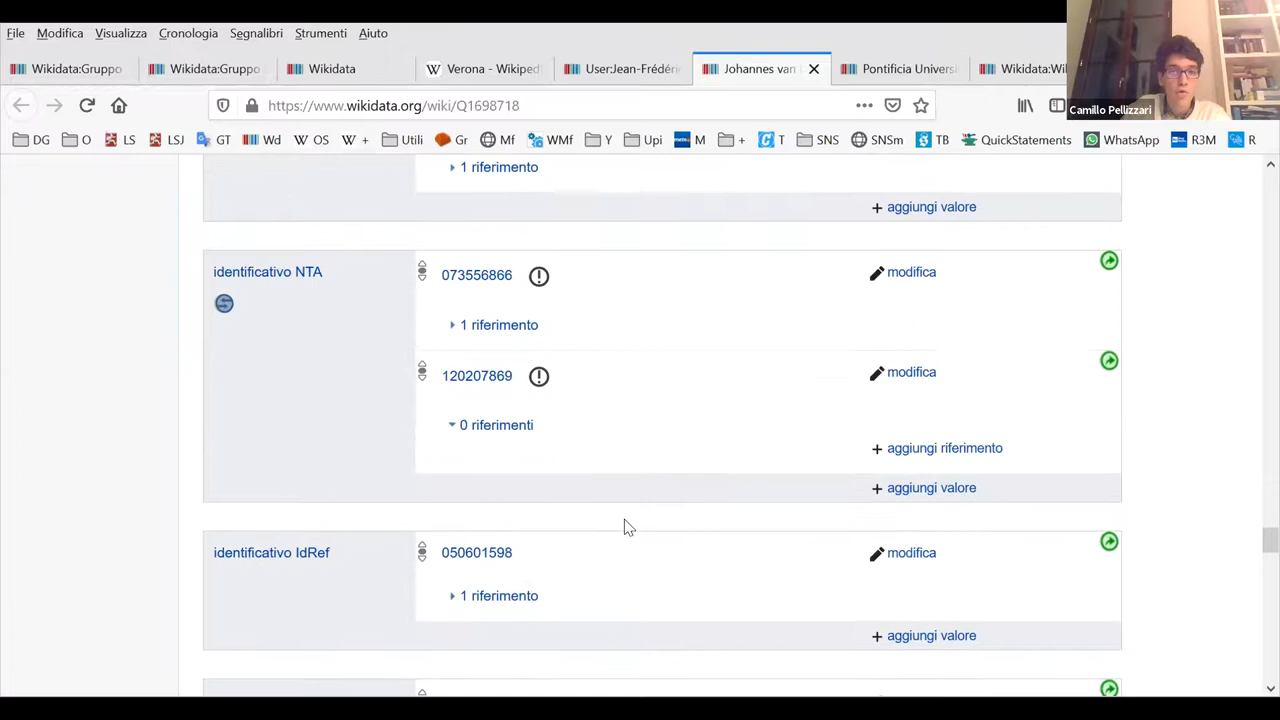 File Modifica Visualizza Cronologia Segnalibri Strumenti Aiuto
Wikidata:Gruppo Wikidata:Gruppo Wikidata Verona - Wikiped User:Jean-Frédéric Johannes van Pontificia Univers Wikidata:Wi
https://www.wikidata.org/wiki/Q1698718
Camillo Pellizzari
DG O LS LSJ GT Wd OS + Utili G Mf WMf Y Upi M + T SNS SNSm TB QuickStatements WhatsApp R3M R
1 riferimento
+ aggiungi valore
identificativo NTA
073556866
modifica
1 riferimento
120207869
modifica
0 riferimenti
+ aggiungi riferimento
+ aggiungi valore
identificativo IdRef
050601598
modifica
1 riferimento
+ aggiungi valore